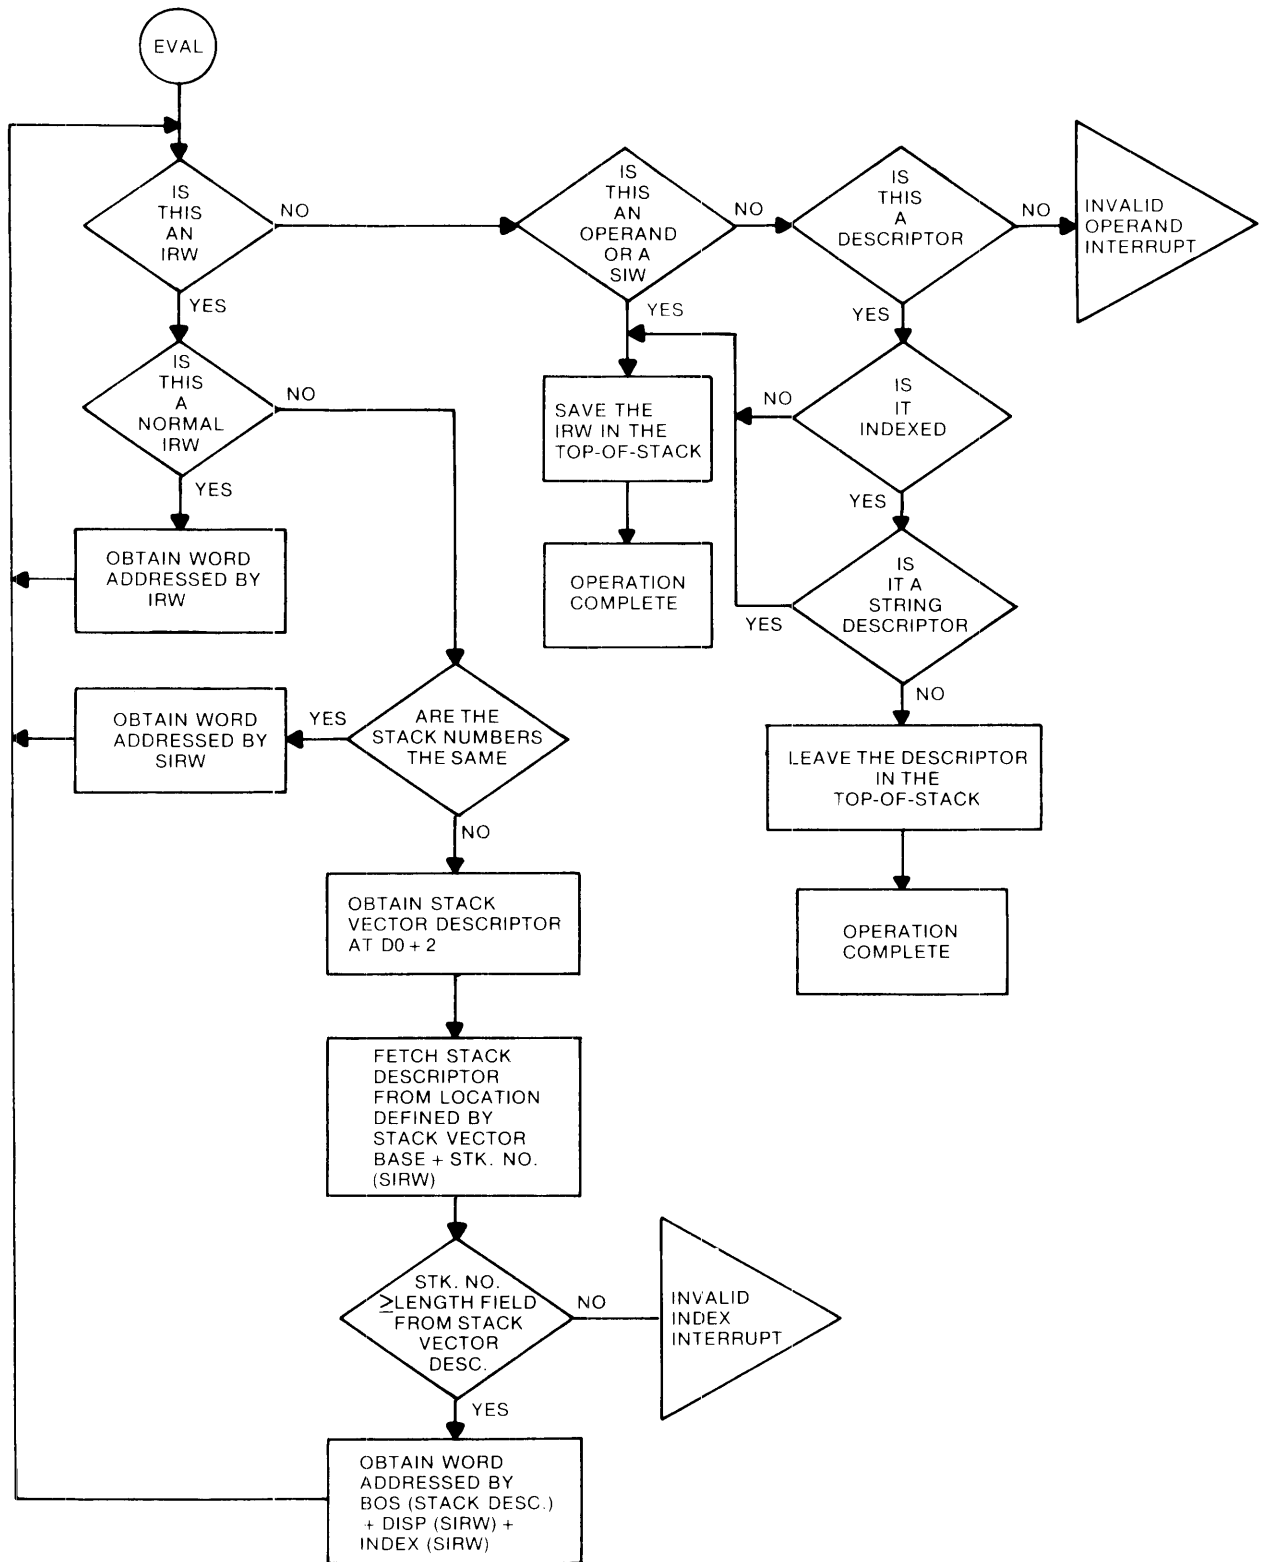 EVAL
IS
THIS
AN
IRW
NO
YES
IS
THIS
AN
OPERAND
OR A
SIW
NO
YES
IS
THIS
A
DESCRIPTOR
NO
YES
INVALID
OPERAND
INTERRUPT
IS
THIS
A
NORMAL
IRW
NO
YES
SAVE THE
IRW IN THE
TOP-OF-STACK
IS
IT
INDEXED
NO
YES
OBTAIN WORD
ADDRESSED BY
IRW
OPERATION
COMPLETE
IS
IT A
STRING
DESCRIPTOR
YES
NO
OBTAIN WORD
ADDRESSED BY
SIRW
YES
ARE THE
STACK NUMBERS
THE SAME
NO
LEAVE THE DESCRIPTOR
IN THE
TOP-OF-STACK
OBTAIN STACK
VECTOR DESCRIPTOR
AT D0 + 2
OPERATION
COMPLETE
FETCH STACK
DESCRIPTOR
FROM LOCATION
DEFINED BY
STACK VECTOR
BASE + STK. NO.
(SIRW)
STK. NO.
≥LENGTH FIELD
FROM STACK
VECTOR
DESC.
NO
YES
INVALID
INDEX
INTERRUPT
OBTAIN WORD
ADDRESSED BY
BOS (STACK DESC.)
+ DISP (SIRW) +
INDEX (SIRW)